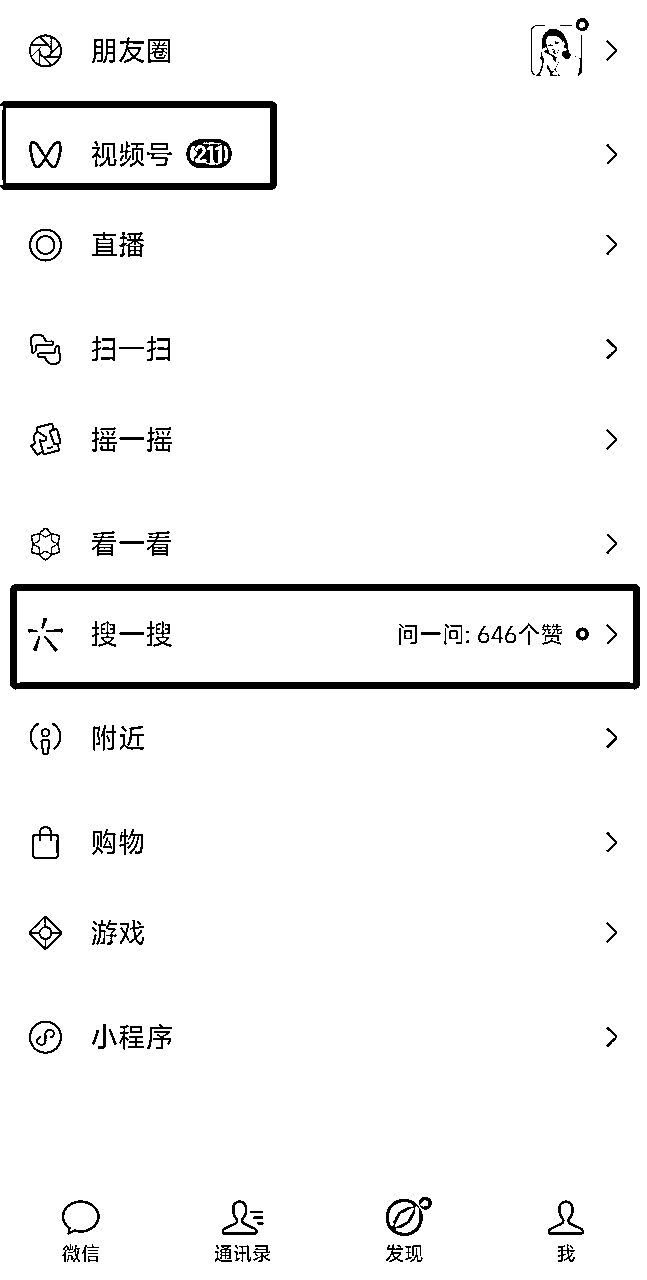 朋友圈
视频号 211
直播
扫一扫
摇一摇
看一看
搜一搜 问一问: 646个赞
附近
购物
游戏
小程序
微信 通讯录 发现 我